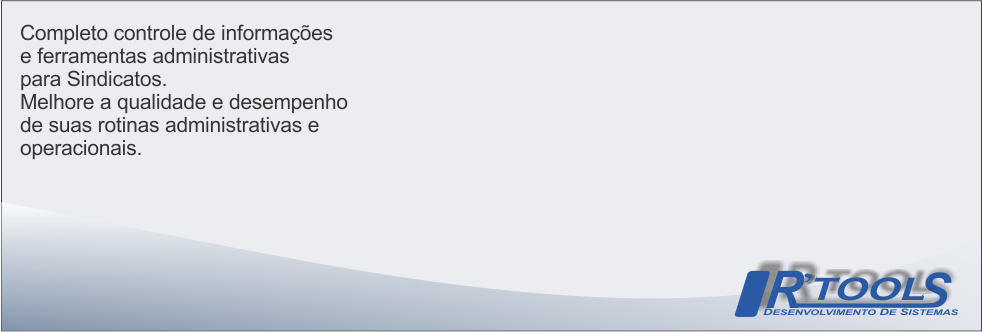 Completo controle de informações
e ferramentas administrativas
para Sindicatos.
Melhore a qualidade e desempenho
de suas rotinas administrativas e
operacionais.
R'TOOLS
DESENVOLVIMENTO DE SISTEMAS